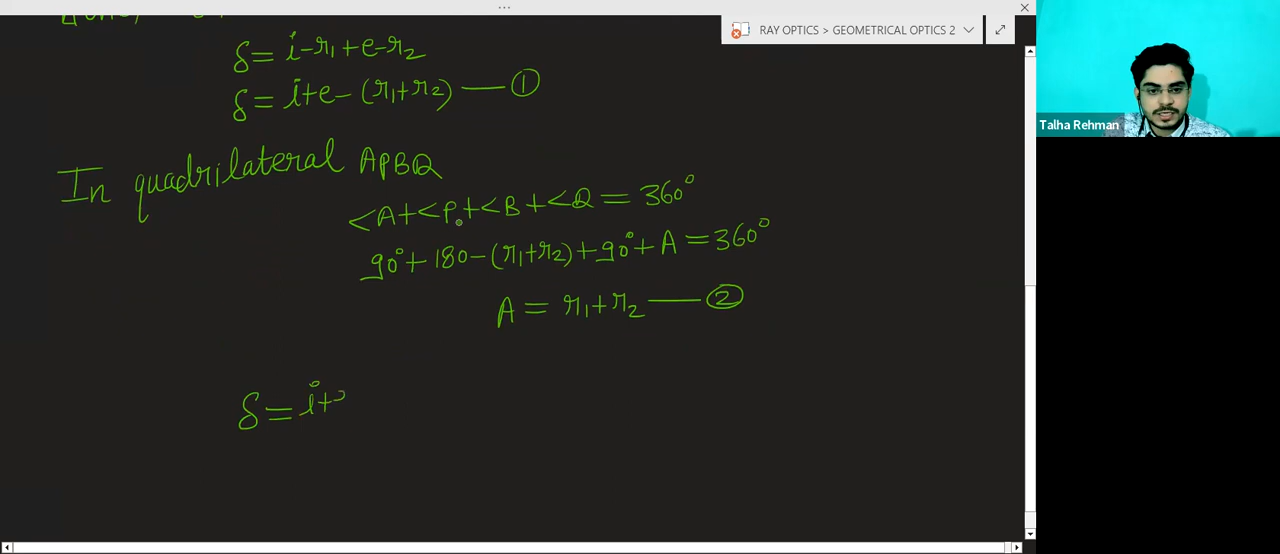 RAY OPTICS > GEOMETRICAL OPTICS 2
Talha Rehman
δ = i-r₁+e-r₂
δ = i+e-(r₁+r₂) — ①
In quadrilateral APBQ
<A+<P+<B+<Q = 360°
90°+180-(r₁+r₂)+90°+A = 360°
A = r₁+r₂ — ②
δ = i+